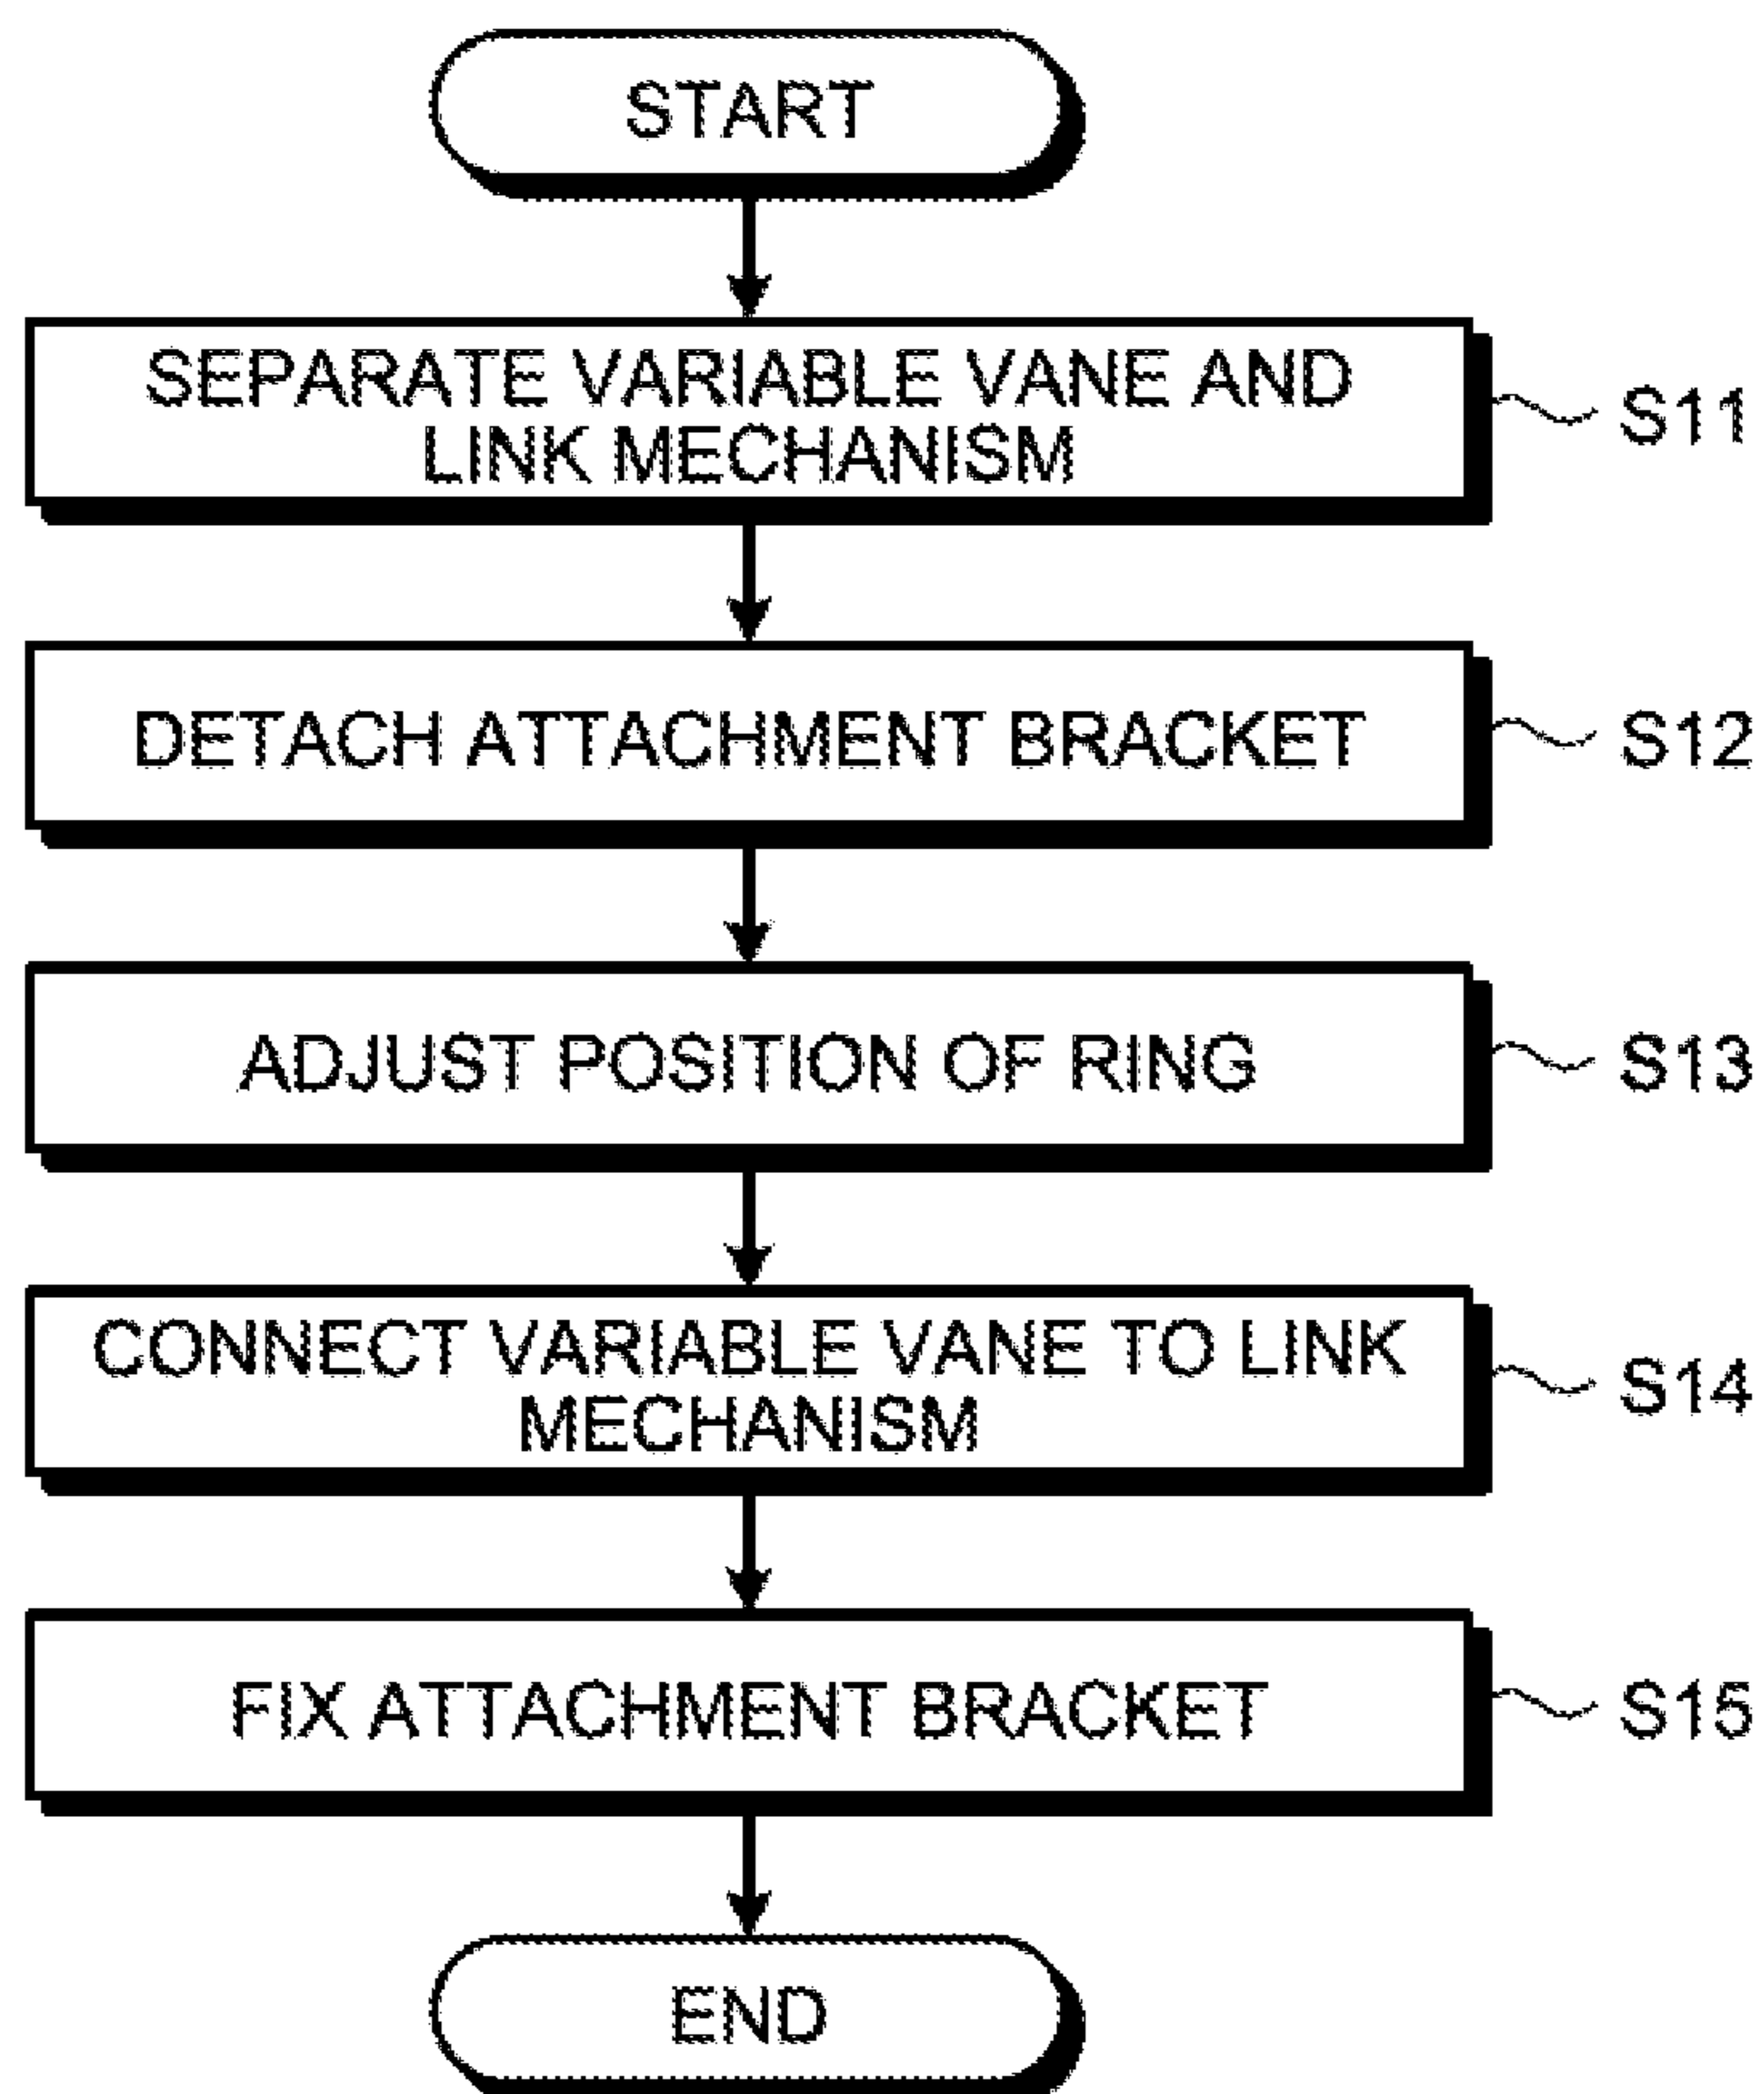 START
SEPARATE VARIABLE VANE AND
LINK MECHANISM
S11
DETACH ATTACHMENT BRACKET
S12
ADJUST POSITION OF RING
S13
CONNECT VARIABLE VANE TO LINK
MECHANISM
S14
FIX ATTACHMENT BRACKET
S15
END